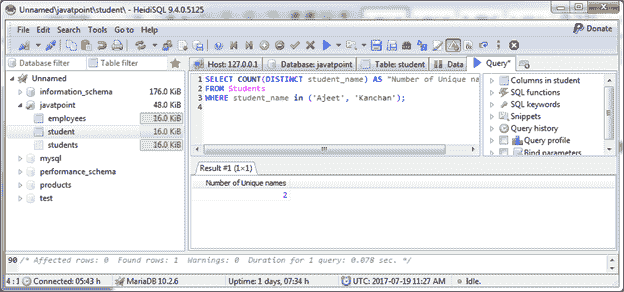 Unnamed\javatpoint\student\ - HeidiSQL 9.4.0.5125
File Edit Search Tools Go to Help
Donate
Database filter Table filter
Host: 127.0.0.1 Database: javatpoint Table: student Data Query*
Unnamed
information_schema 176.0 KiB
javatpoint 48.0 KiB
employees 16.0 KiB
student 16.0 KiB
students 16.0 KiB
mysql
performance_schema
products
test
1 SELECT COUNT(DISTINCT student_name) AS "Number of Unique na
2 FROM Students
3 WHERE student_name in ('Ajeet', 'Kanchan');
4
Columns in student
SQL functions
SQL keywords
Snippets
Query history
Query profile
Bind parameters
Result #1 (1×1)
Number of Unique names
2
90 /* Affected rows: 0 Found rows: 1 Warnings: 0 Duration for 1 query: 0.078 sec. */
4 : 1 Connected: 05:43 h MariaDB 10.2.6 Uptime: 1 days, 07:34 h UTC: 2017-07-19 11:27 AM Idle.